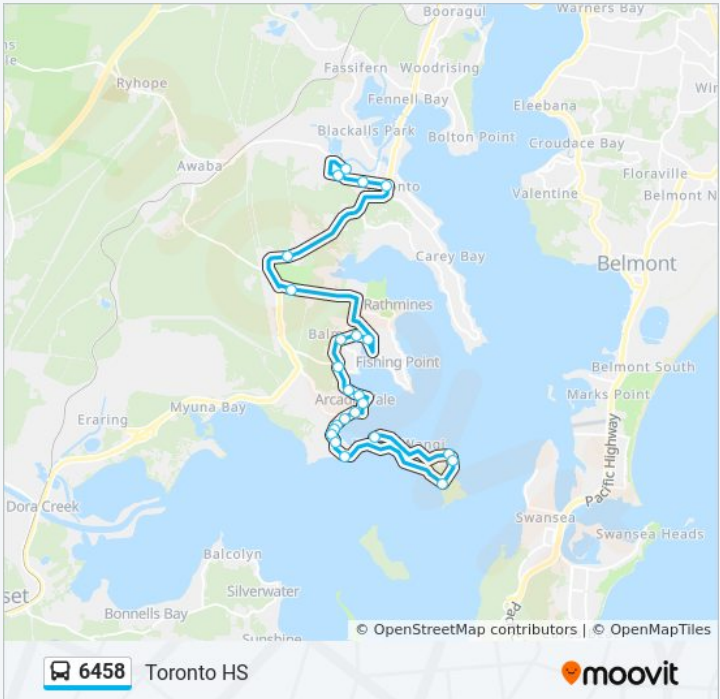 Booragul
Warners Bay
Fassifern
Woodrising
Ryhope
Fennell Bay
Eleebana
Blackalls Park
Bolton Point
Croudace Bay
Awaba
Floraville
Valentine
Belmont N
Carey Bay
Belmont
Rathmines
Fishing Point
Belmont South
Marks Point
Myuna Bay
Eraring
Pacific Highway
Dora Creek
Swansea
Swansea Heads
Balcolyn
Silverwater
Bonnells Bay
Sunshine
© OpenStreetMap contributors | © OpenMapTiles
6458 Toronto HS
moovit